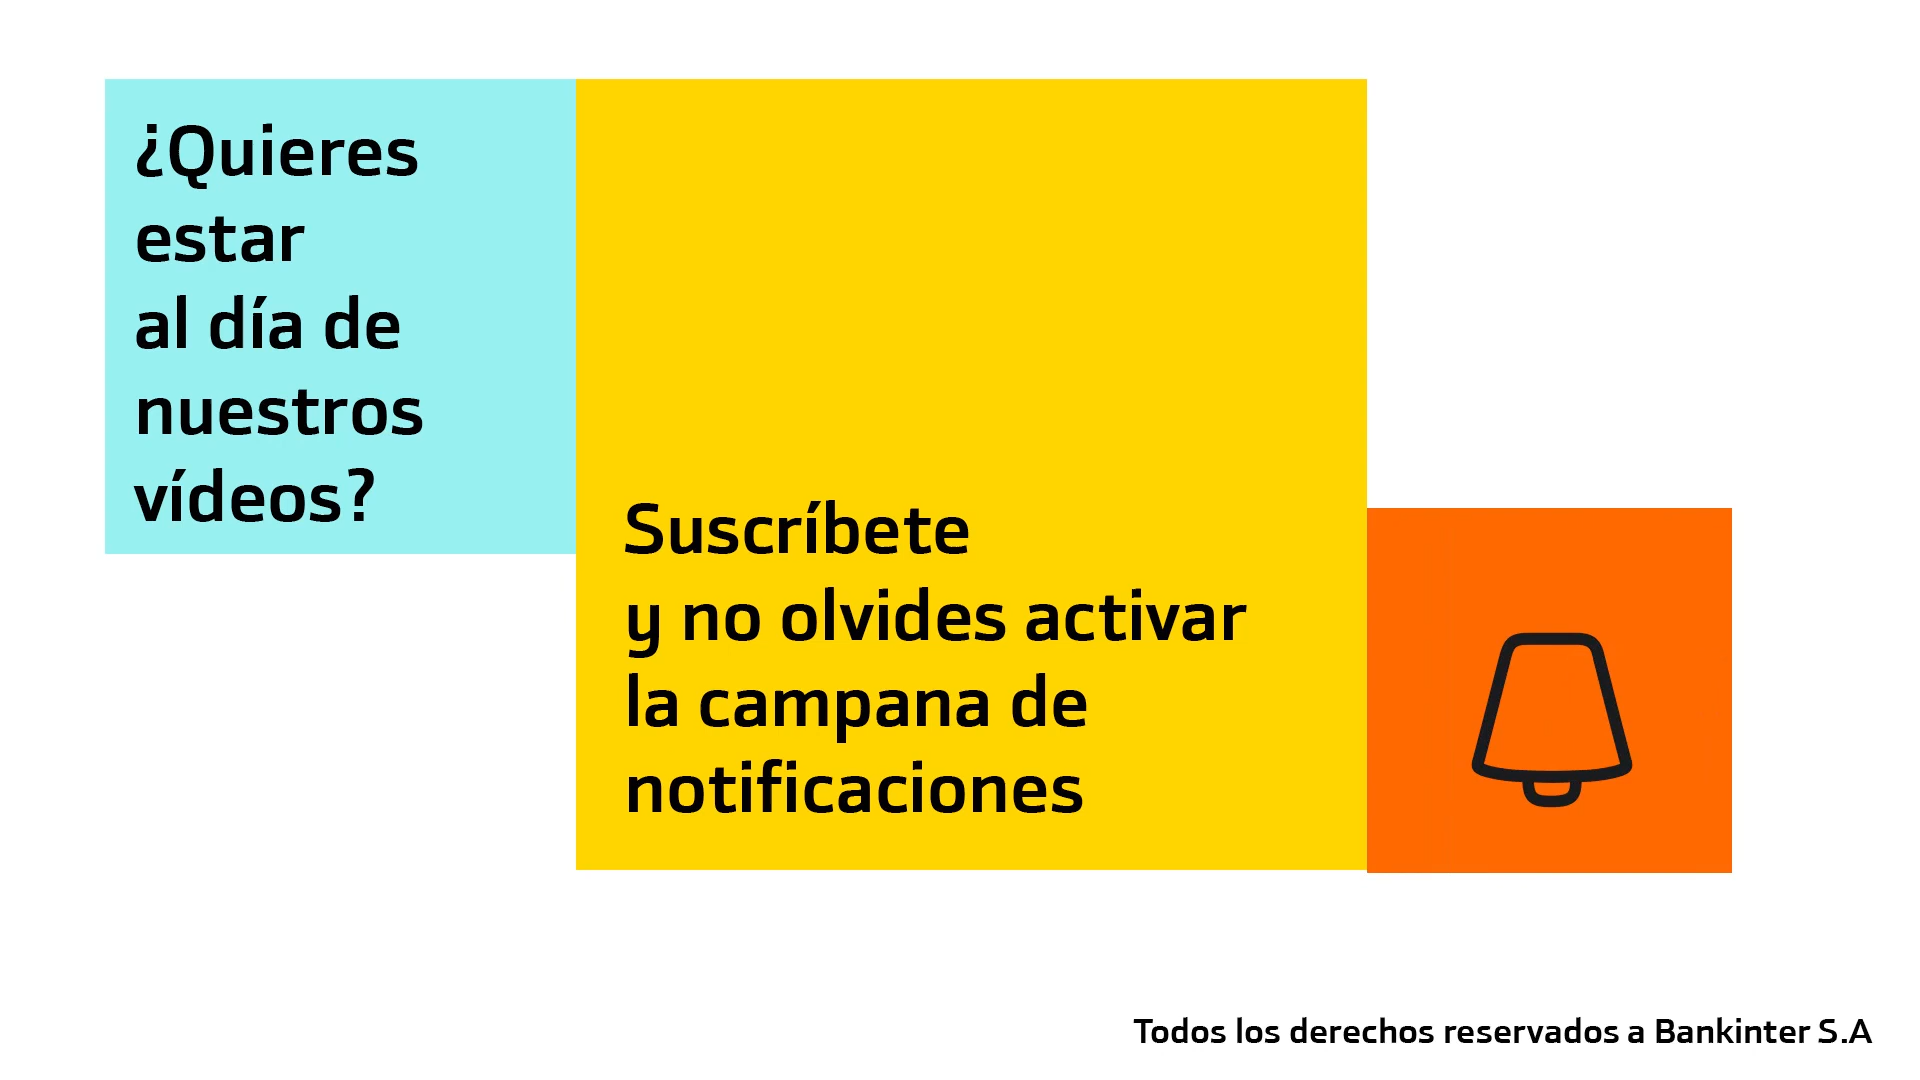 ¿Quieres
estar
al día de
nuestros
vídeos?
Suscríbete
y no olvides activar
la campana de
notificaciones
Todos los derechos reservados a Bankinter S.A